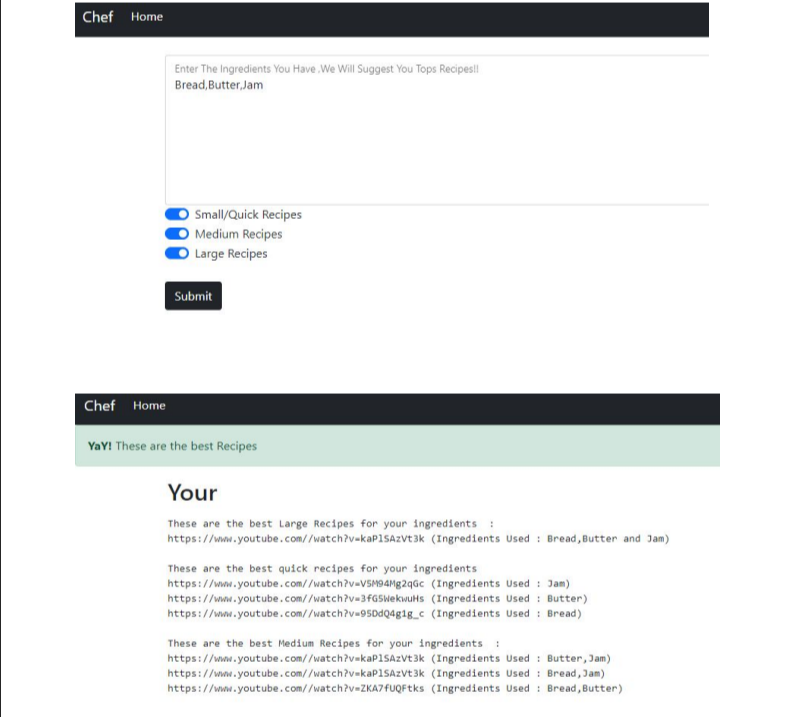 Chef Home
Enter The Ingredients You Have ,We Will Suggest You Tops Recipes!!
Bread,Butter,Jam
Small/Quick Recipes
Medium Recipes
Large Recipes
Submit
Chef Home
YaY! These are the best Recipes
Your
These are the best Large Recipes for your ingredients :
https://www.youtube.com//watch?v=kaPlSAzVt3k (Ingredients Used : Bread,Butter and Jam)
These are the best quick recipes for your ingredients
https://www.youtube.com//watch?v=V5M94Mg2qGc (Ingredients Used : Jam)
https://www.youtube.com//watch?v=3fG5WekwuHs (Ingredients Used : Butter)
https://www.youtube.com//watch?v=95DdQ4g1g_c (Ingredients Used : Bread)
These are the best Medium Recipes for your ingredients :
https://www.youtube.com//watch?v=kaPlSAzVt3k (Ingredients Used : Butter,Jam)
https://www.youtube.com//watch?v=kaPlSAzVt3k (Ingredients Used : Bread,Jam)
https://www.youtube.com//watch?v=ZKA7fUQFtks (Ingredients Used : Bread,Butter)